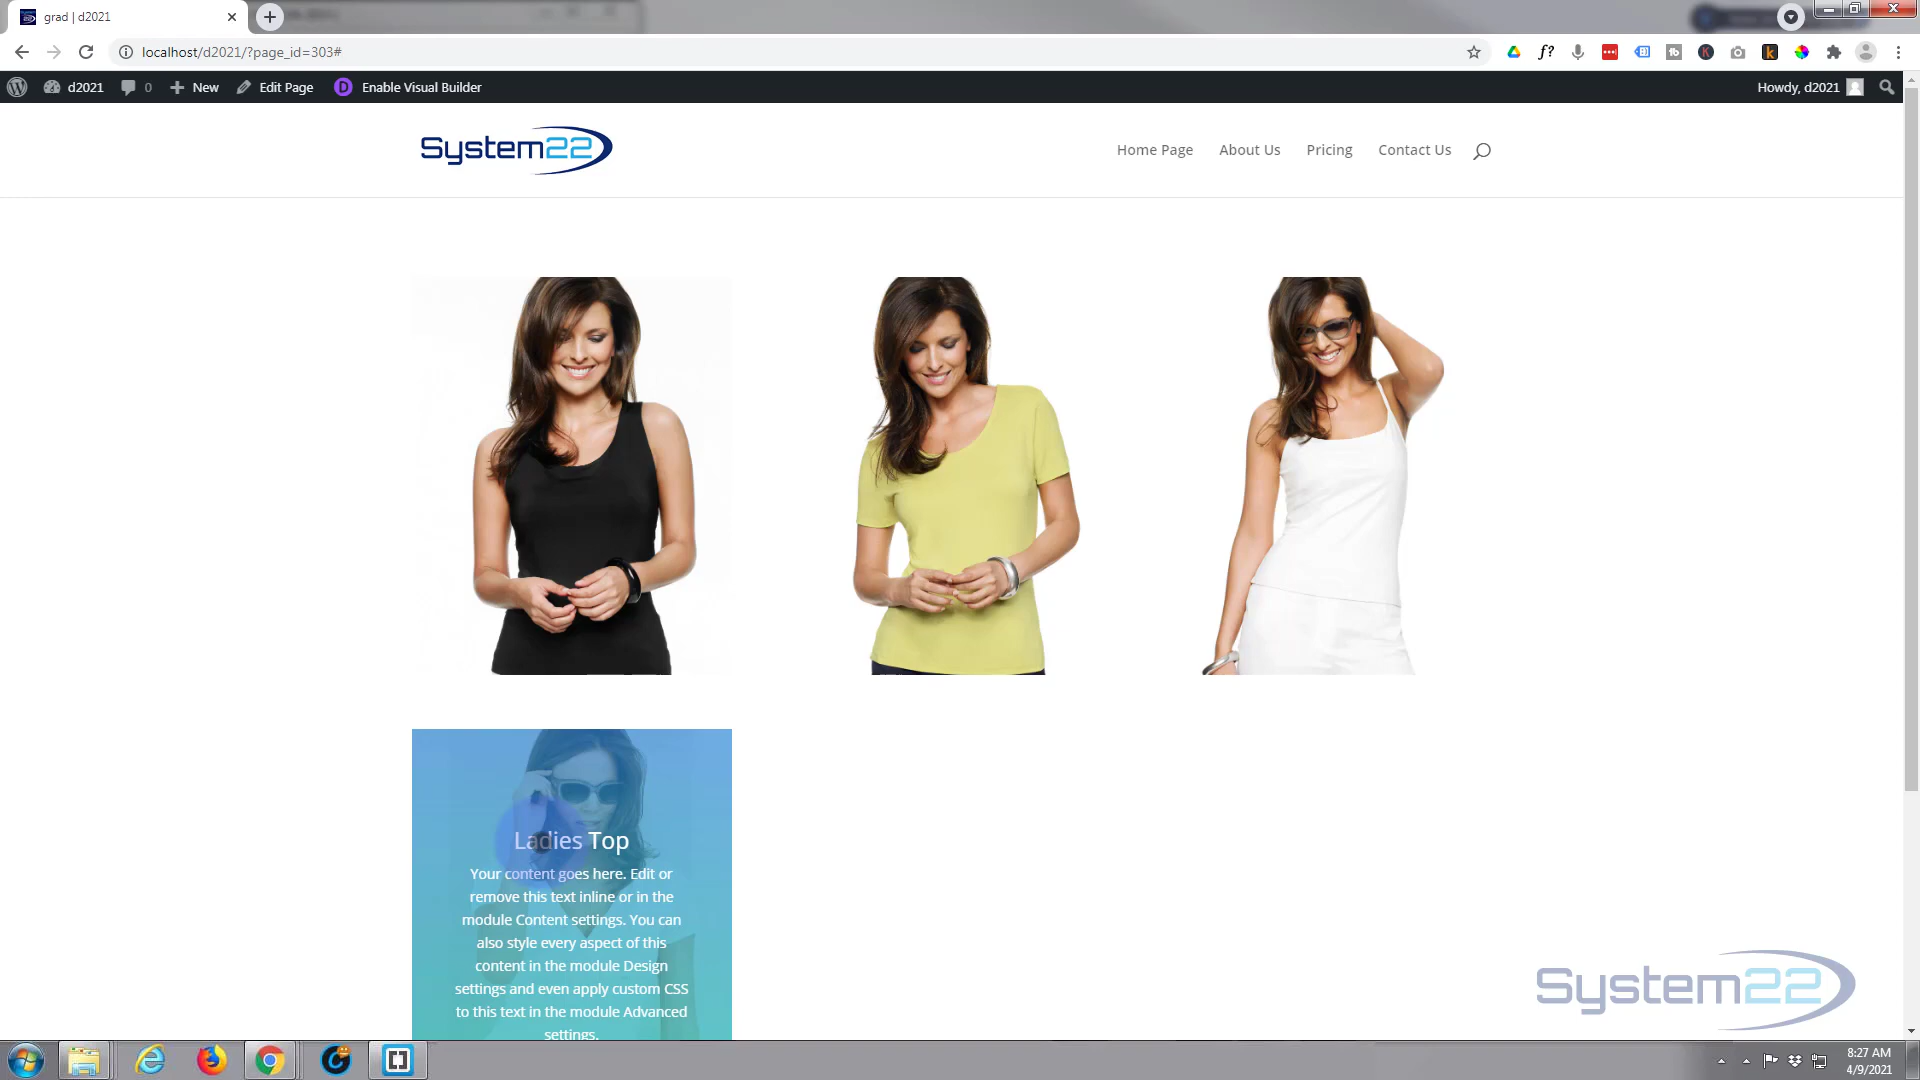 grad | d2021
localhost/d2021/?page_id=303#
d2021 0 New Edit Page Enable Visual Builder Howdy, d2021
System22
Home Page About Us Pricing Contact Us
Ladies Top
Your content goes here. Edit or
remove this text inline or in the
module Content settings. You can
also style every aspect of this
content in the module Design
settings and even apply custom CSS
to this text in the module Advanced
settings.
System22
8:27 AM
4/9/2021